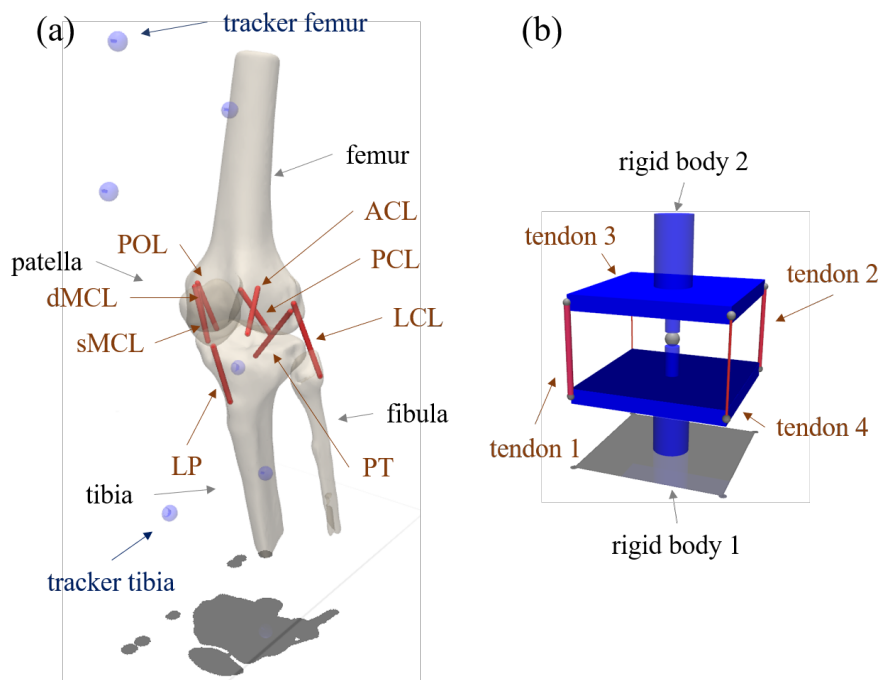 (a)
tracker femur
femur
ACL
POL
PCL
patella
dMCL
LCL
sMCL
fibula
LP
PT
tibia
tracker tibia
(b)
rigid body 2
tendon 3
tendon 2
tendon 1
tendon 4
rigid body 1